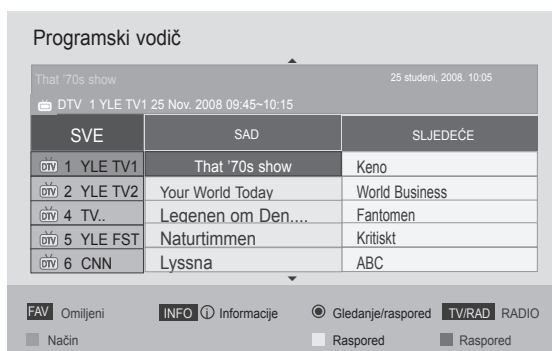 Programski vodič
That '70s show 25 studeni, 2008. 10:05
DTV 1 YLE TV1 25 Nov. 2008 09:45~10:15
SVE SAD SLJEDEĆE
DTV 1 YLE TV1 That '70s show Keno
DTV 2 YLE TV2 Your World Today World Business
DTV 4 TV.. Legenen om Den.... Fantomen
DTV 5 YLE FST Naturtimmen Kritiskt
DTV 6 CNN Lyssna ABC
FAV Omiljeni INFO i Informacije Gledanje/raspored TV/RAD RADIO
Način Raspored Raspored